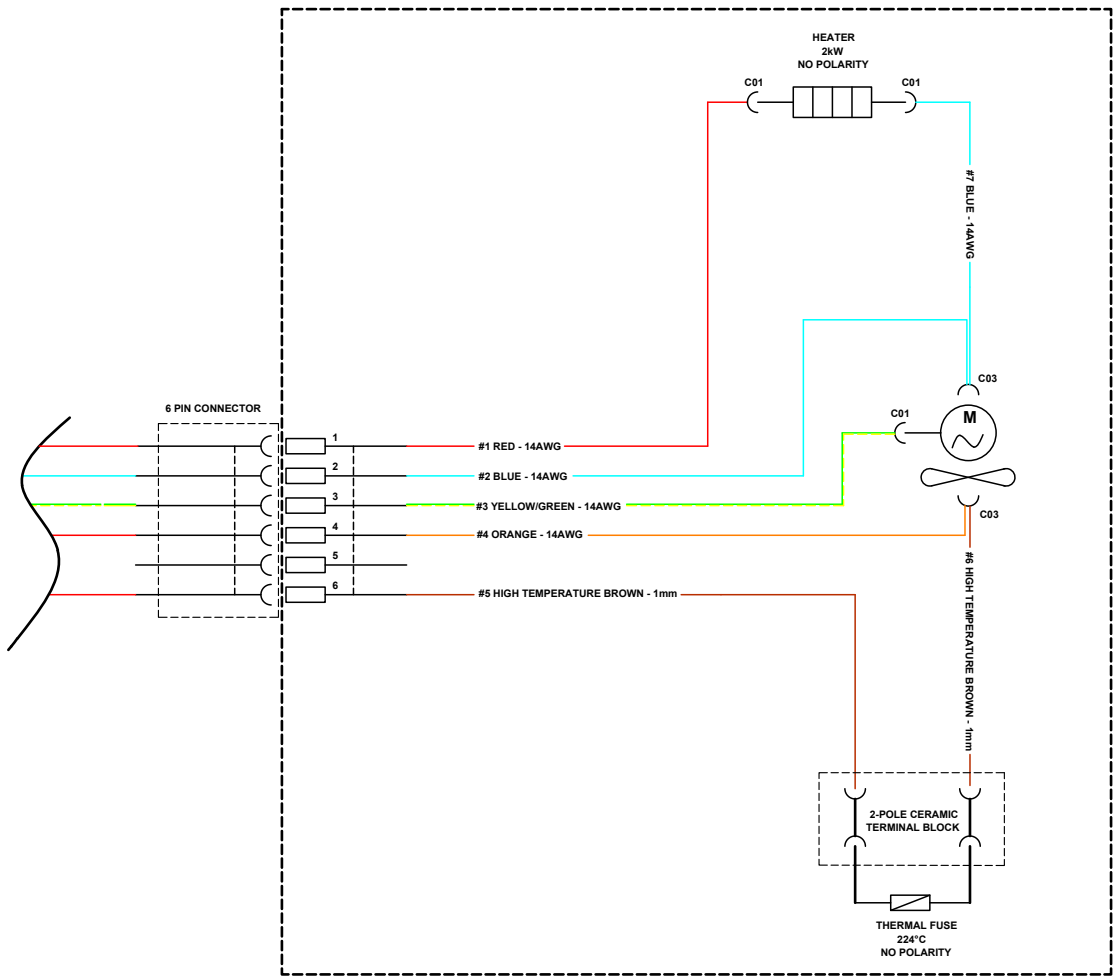 HEATER
2kW
NO POLARITY
C01
C01
#7 BLUE - 14AWG
C03
6 PIN CONNECTOR
C01
M
1
#1 RED - 14AWG
2
#2 BLUE - 14AWG
3
#3 YELLOW/GREEN - 14AWG
C03
4
#4 ORANGE - 14AWG
5
6
#5 HIGH TEMPERATURE BROWN - 1mm
#6 HIGH TEMPERATURE BROWN - 1mm
2-POLE CERAMIC
TERMINAL BLOCK
THERMAL FUSE
224°C
NO POLARITY